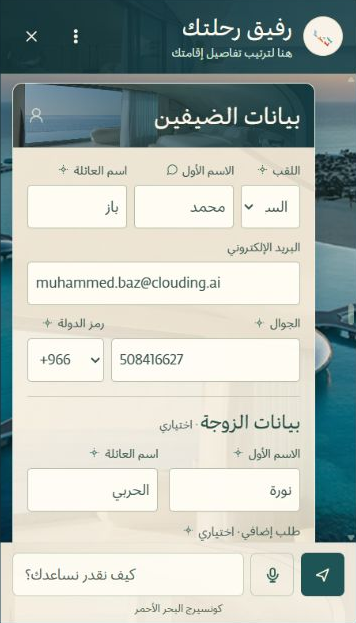 رفيق رحلتك
هنا لترتيب تفاصيل إقامتك
بيانات الضيفين
اللقب الاسم الأول اسم العائلة
الس محمد باز
البريد الإلكتروني
muhammed.baz@clouding.ai
الجوال رمز الدولة
508416627 +966
بيانات الزوجة · اختياري
الاسم الأول اسم العائلة
نورة الحربي
طلب إضافي · اختياري
كيف نقدر نساعدك؟
كونسيرج البحر الأحمر